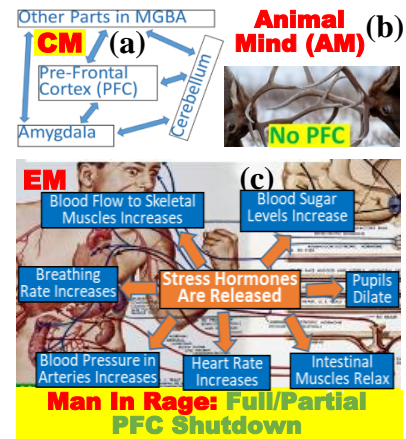 Other Parts in MGBA
CM
(a)
Pre-Frontal
Cortex (PFC)
Cerebellum
Amygdala
Animal
Mind (AM)
(b)
No PFC
EM
(c)
Blood Flow to Skeletal
Muscles Increases
Blood Sugar
Levels Increase
Breathing
Rate Increases
Stress Hormones
Are Released
Pupils
Dilate
Blood Pressure in
Arteries Increases
Heart Rate
Increases
Intestinal
Muscles Relax
Man In Rage: Full/Partial
PFC Shutdown